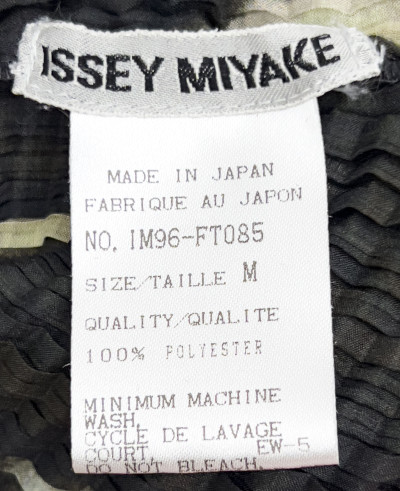 ISSEY MIYAKE
MADE IN JAPAN
FABRIQUE AU JAPON
NO. IM96-FT085
SIZE/TAILLE M
QUALITY/QUALITE
100% POLYESTER
MINIMUM MACHINE
WASH.
CYCLE DE LAVAGE
COURT. EW-5
DO NOT BLEACH.